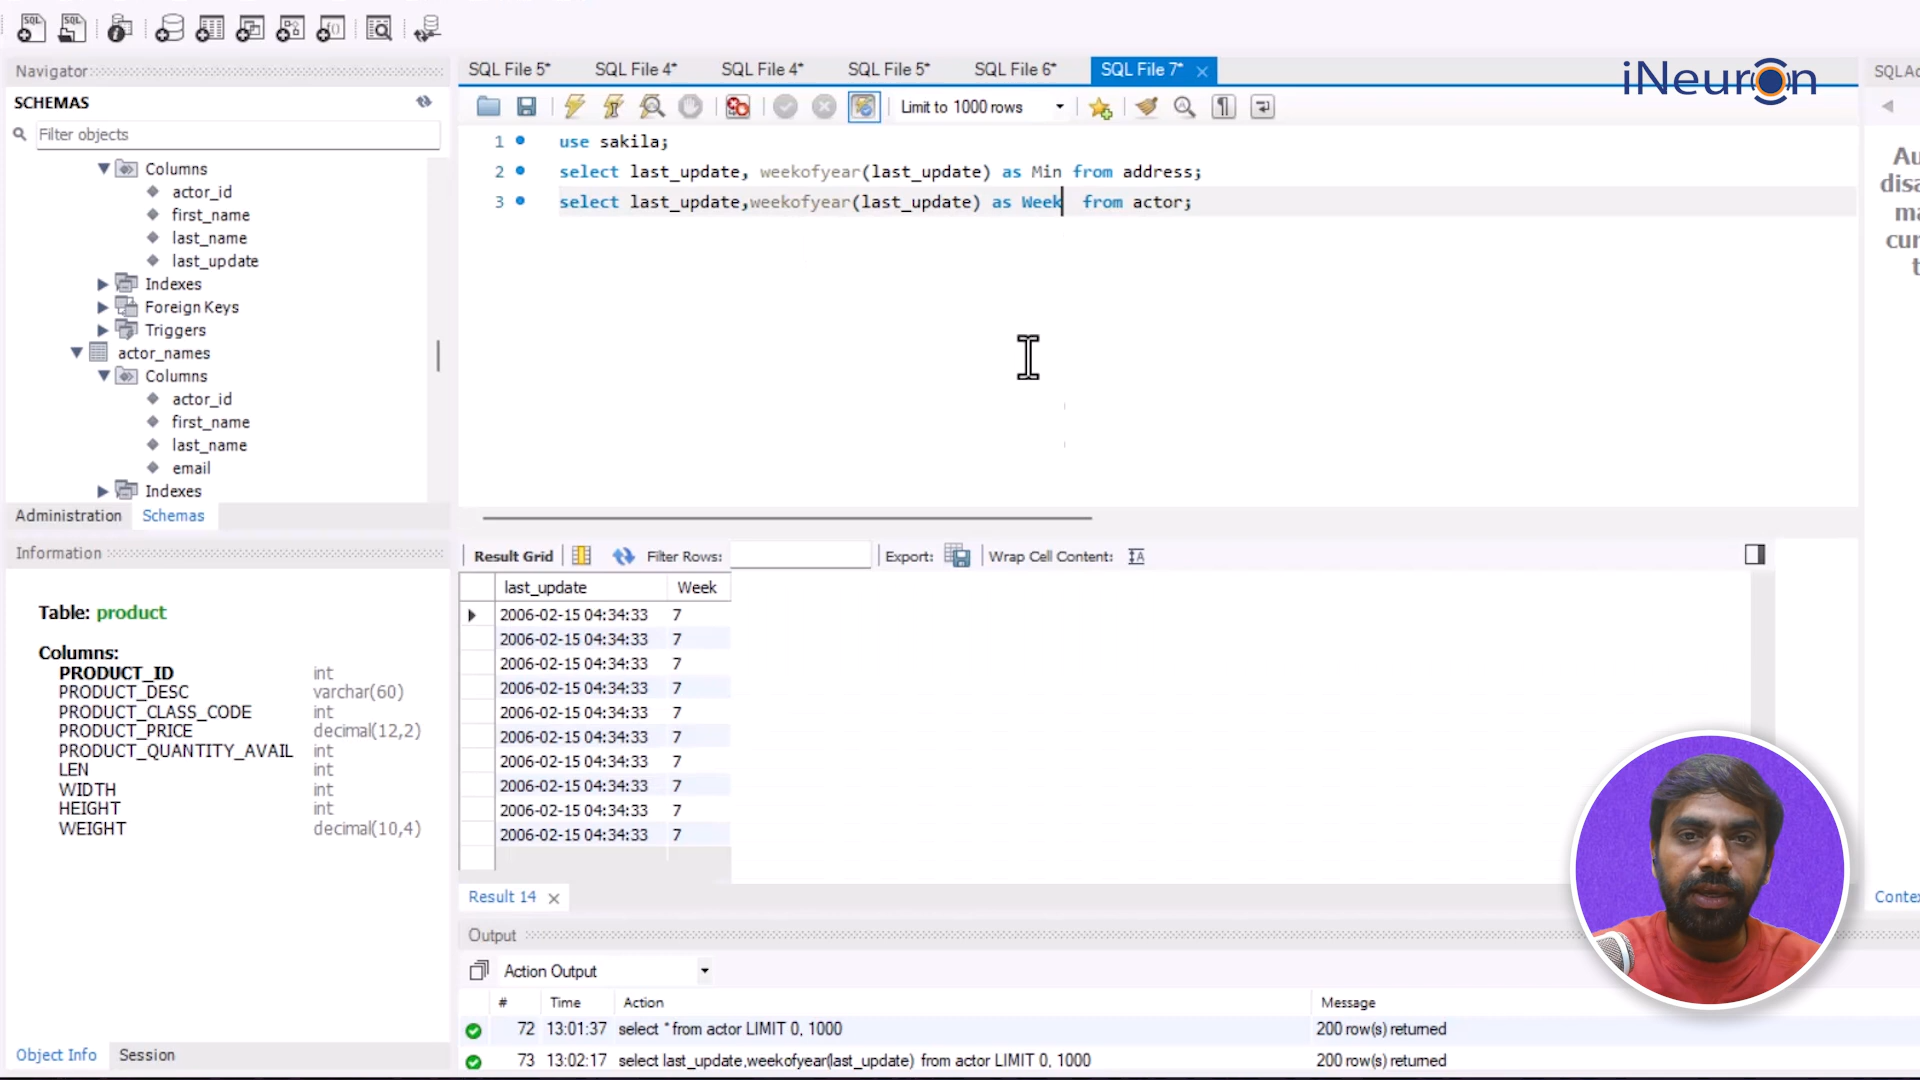 Navigator
SCHEMAS
Filter objects
Columns
actor_id
first_name
last_name
last_update
Indexes
Foreign Keys
Triggers
actor_names
Columns
actor_id
first_name
last_name
email
Indexes
Administration Schemas
Information
Table: product
Columns:
PRODUCT_ID int
PRODUCT_DESC varchar(60)
PRODUCT_CLASS_CODE int
PRODUCT_PRICE decimal(12,2)
PRODUCT_QUANTITY_AVAIL int
LEN int
WIDTH int
HEIGHT int
WEIGHT decimal(10,4)
Object Info Session
SQL File 5* SQL File 4* SQL File 4* SQL File 5* SQL File 6* SQL File 7*
iNeuron
Limit to 1000 rows
1 use sakila;
2 select last_update, weekofyear(last_update) as Min from address;
3 select last_update,weekofyear(last_update) as Week from actor;
Result Grid Filter Rows: Export: Wrap Cell Content:
last_update Week
2006-02-15 04:34:33 7
2006-02-15 04:34:33 7
2006-02-15 04:34:33 7
2006-02-15 04:34:33 7
2006-02-15 04:34:33 7
2006-02-15 04:34:33 7
2006-02-15 04:34:33 7
2006-02-15 04:34:33 7
2006-02-15 04:34:33 7
2006-02-15 04:34:33 7
Result 14
Output
Action Output
# Time Action Message
72 13:01:37 select * from actor LIMIT 0, 1000 200 row(s) returned
73 13:02:17 select last_update,weekofyear(last_update) from actor LIMIT 0, 1000 200 row(s) returned